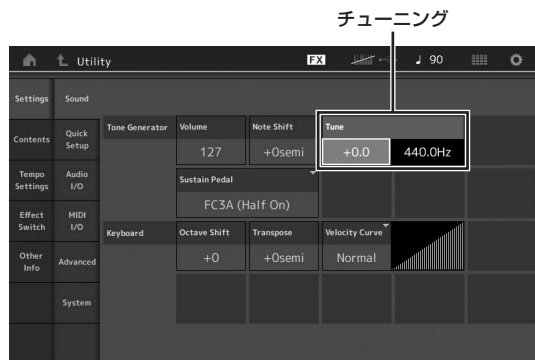 チューニング
Utility
FX
♩ 90
Settings
Sound
Contents
Quick Setup
Tempo Settings
Audio I/O
Effect Switch
MIDI I/O
Other Info
Advanced
System
Tone Generator
Volume
127
Note Shift
+0semi
Tune
+0.0
440.0Hz
Sustain Pedal
FC3A (Half On)
Keyboard
Octave Shift
+0
Transpose
+0semi
Velocity Curve
Normal